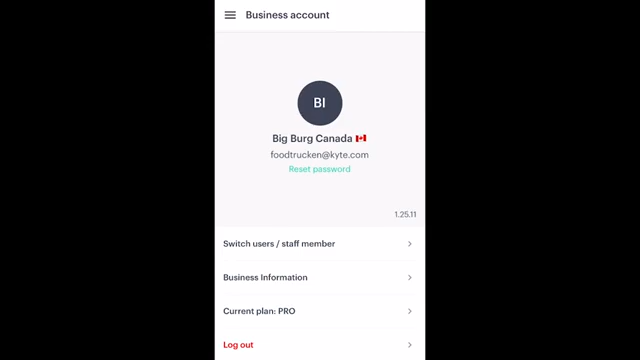 Business account
BI
Big Burg Canada 🇨🇦
foodtrucken@kyte.com
Reset password
1.25.11
Switch users / staff member
Business Information
Current plan: PRO
Log out